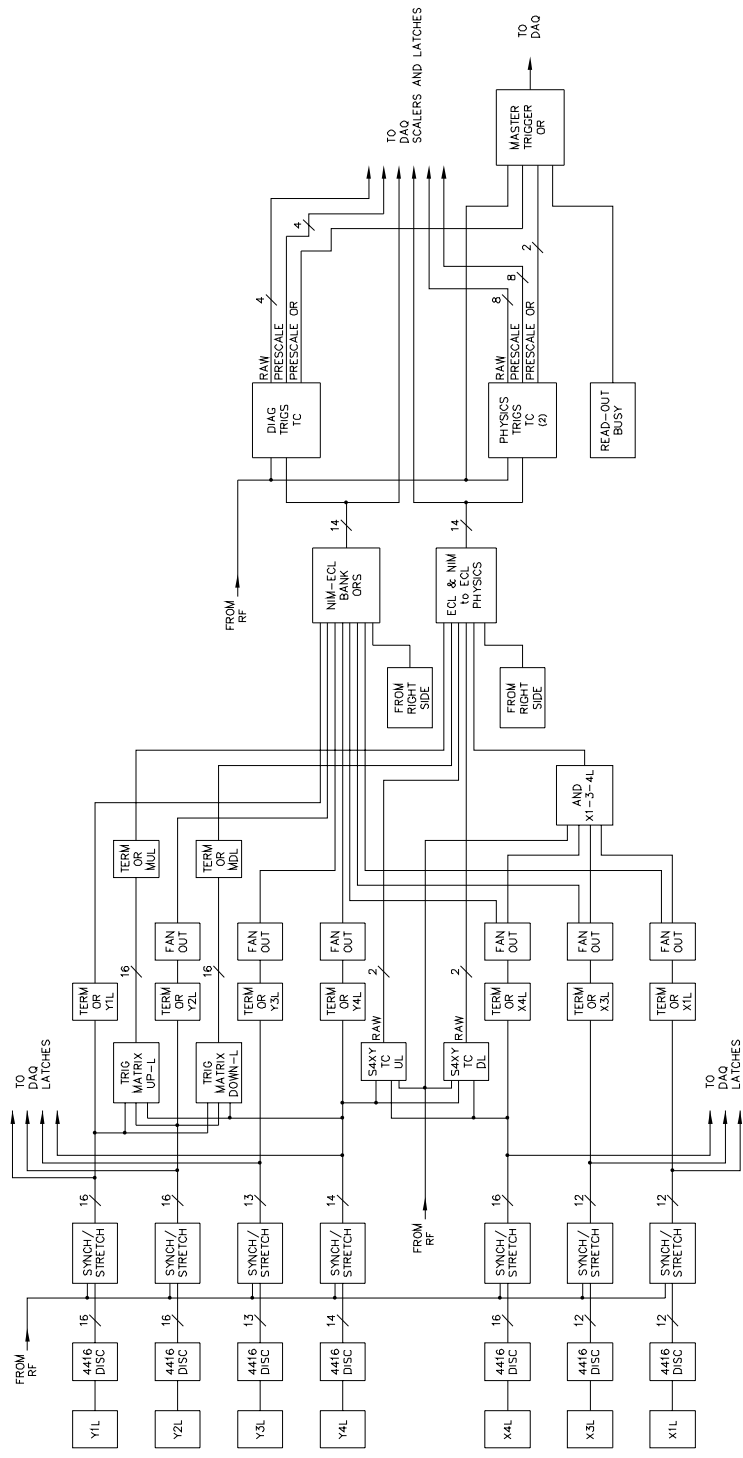 FROM
RF
TO
DAQ
LATCHES
Y1L
4416
DISC
16
SYNCH/
STRETCH
16
TERM
OR
Y1L
TRIG
MATRIX
UP-L
16
TERM
OR
MUL
Y2L
4416
DISC
16
SYNCH/
STRETCH
16
TERM
OR
Y2L
FAN
OUT
TRIG
MATRIX
DOWN-L
16
TERM
OR
MDL
Y3L
4416
DISC
13
SYNCH/
STRETCH
13
TERM
OR
Y3L
FAN
OUT
Y4L
4416
DISC
14
SYNCH/
STRETCH
14
TERM
OR
Y4L
FAN
OUT
S4XY
TC
UL
RAW
2
FROM
RF
S4XY
TC
DL
RAW
2
X4L
4416
DISC
16
SYNCH/
STRETCH
16
TERM
OR
X4L
FAN
OUT
X3L
4416
DISC
12
SYNCH/
STRETCH
12
TERM
OR
X3L
FAN
OUT
AND
X1-3-4L
X1L
4416
DISC
12
SYNCH/
STRETCH
12
TERM
OR
X1L
FAN
OUT
TO
DAQ
LATCHES
FROM
RF
NIM-ECL
BANK
ORS
14
FROM
RIGHT
SIDE
ECL & NIM
to ECL
PHYSICS
14
FROM
RIGHT
SIDE
DIAG
TRIGS
TC
RAW
PRESCALE
PRESCALE OR
4
4
TO
DAQ
SCALERS AND LATCHES
PHYSICS
TRIGS
TC
(2)
RAW
PRESCALE
PRESCALE OR
8
8
2
MASTER
TRIGGER
OR
TO
DAQ
READ-OUT
BUSY